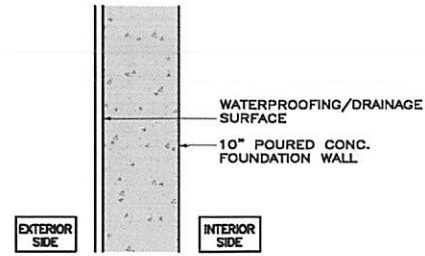 WATERPROOFING/DRAINAGE
SURFACE
10" POURED CONC.
FOUNDATION WALL
EXTERIOR
SIDE
INTERIOR
SIDE